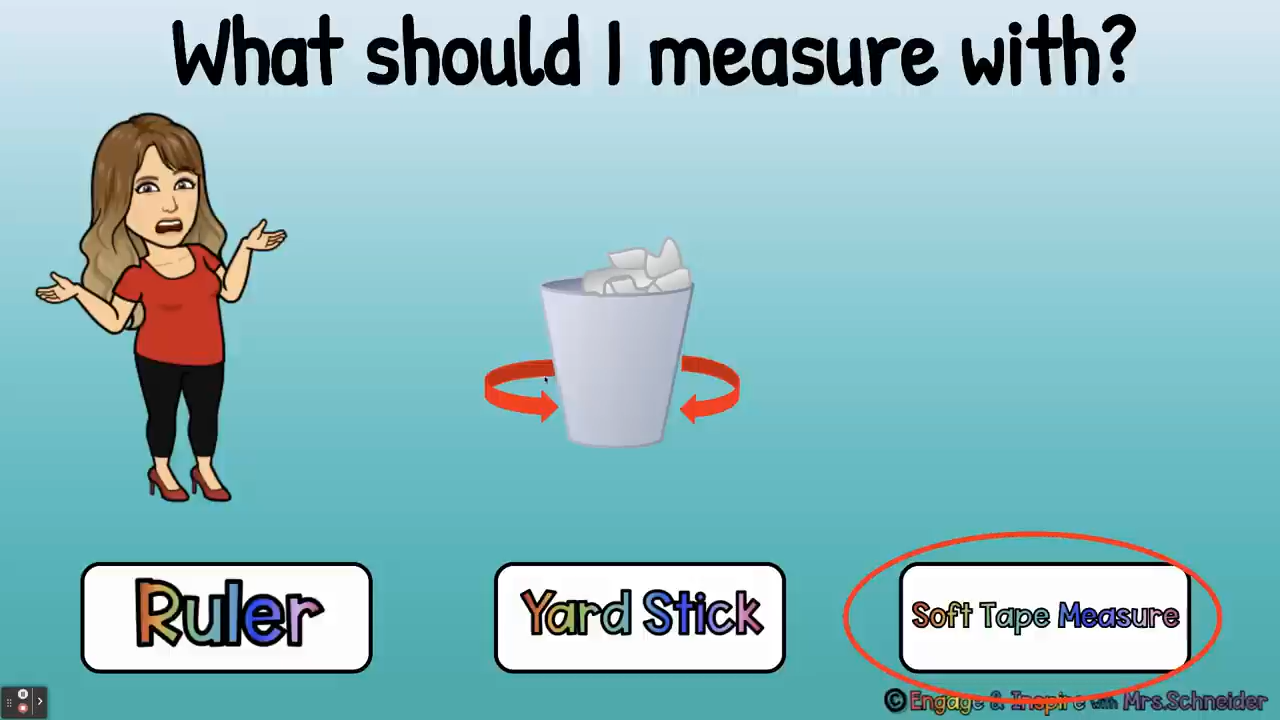 What should I measure with?
Ruler
Yard Stick
Soft Tape Measure
© Engage & Inspire with Mrs.Schneider